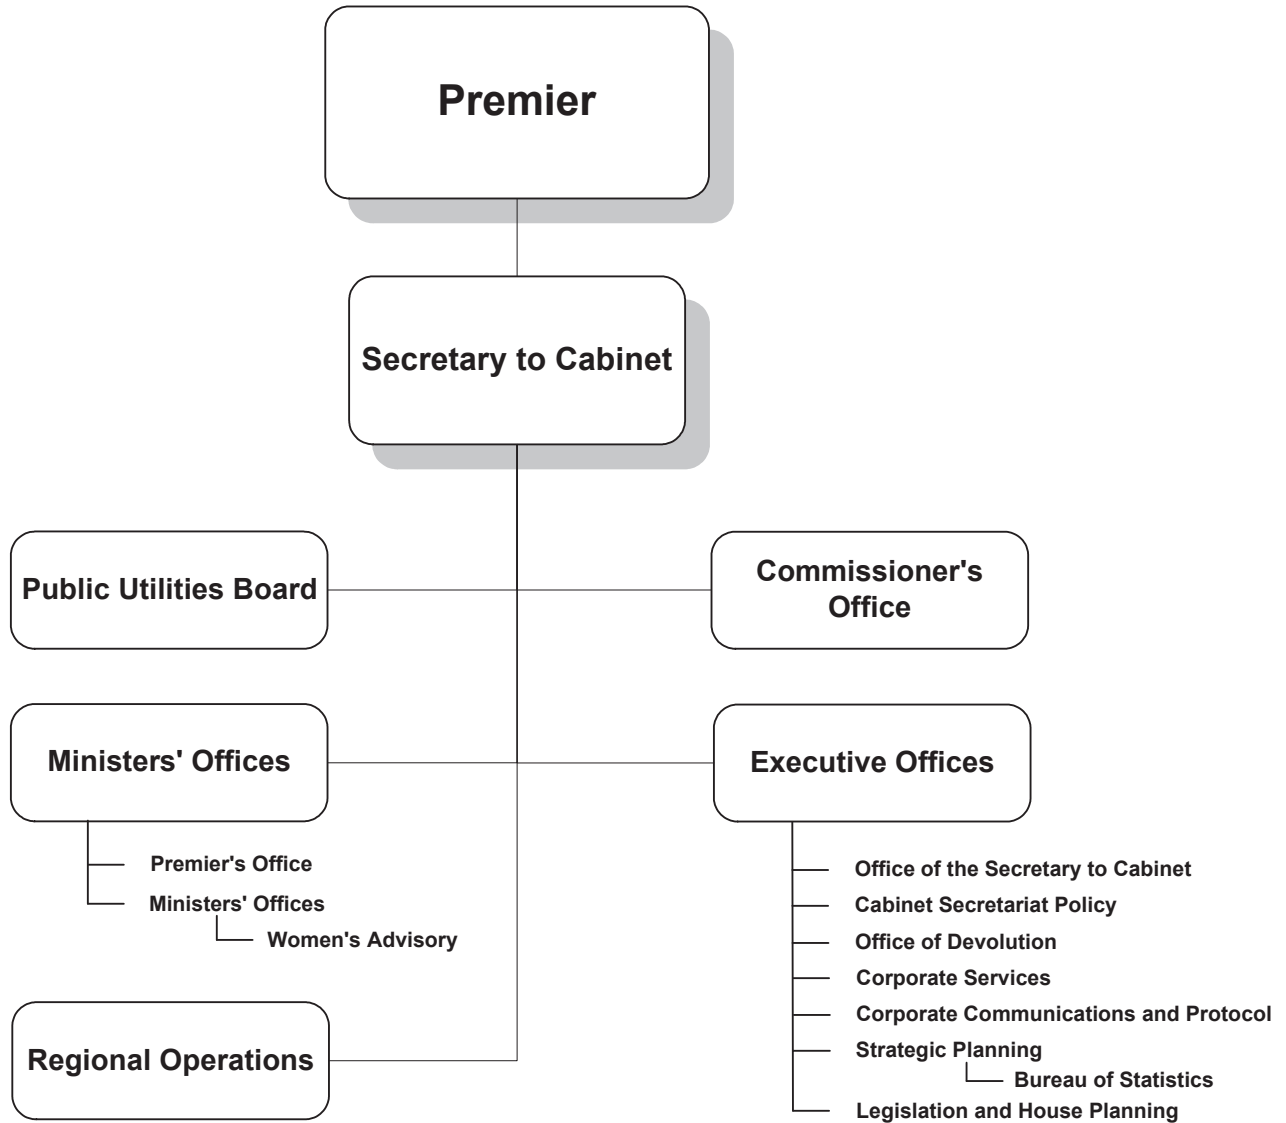 Premier
Secretary to Cabinet
Public Utilities Board
Commissioner's
Office
Ministers' Offices
Premier's Office
Ministers' Offices
Women's Advisory
Executive Offices
Office of the Secretary to Cabinet
Cabinet Secretariat Policy
Office of Devolution
Corporate Services
Corporate Communications and Protocol
Strategic Planning
Bureau of Statistics
Legislation and House Planning
Regional Operations